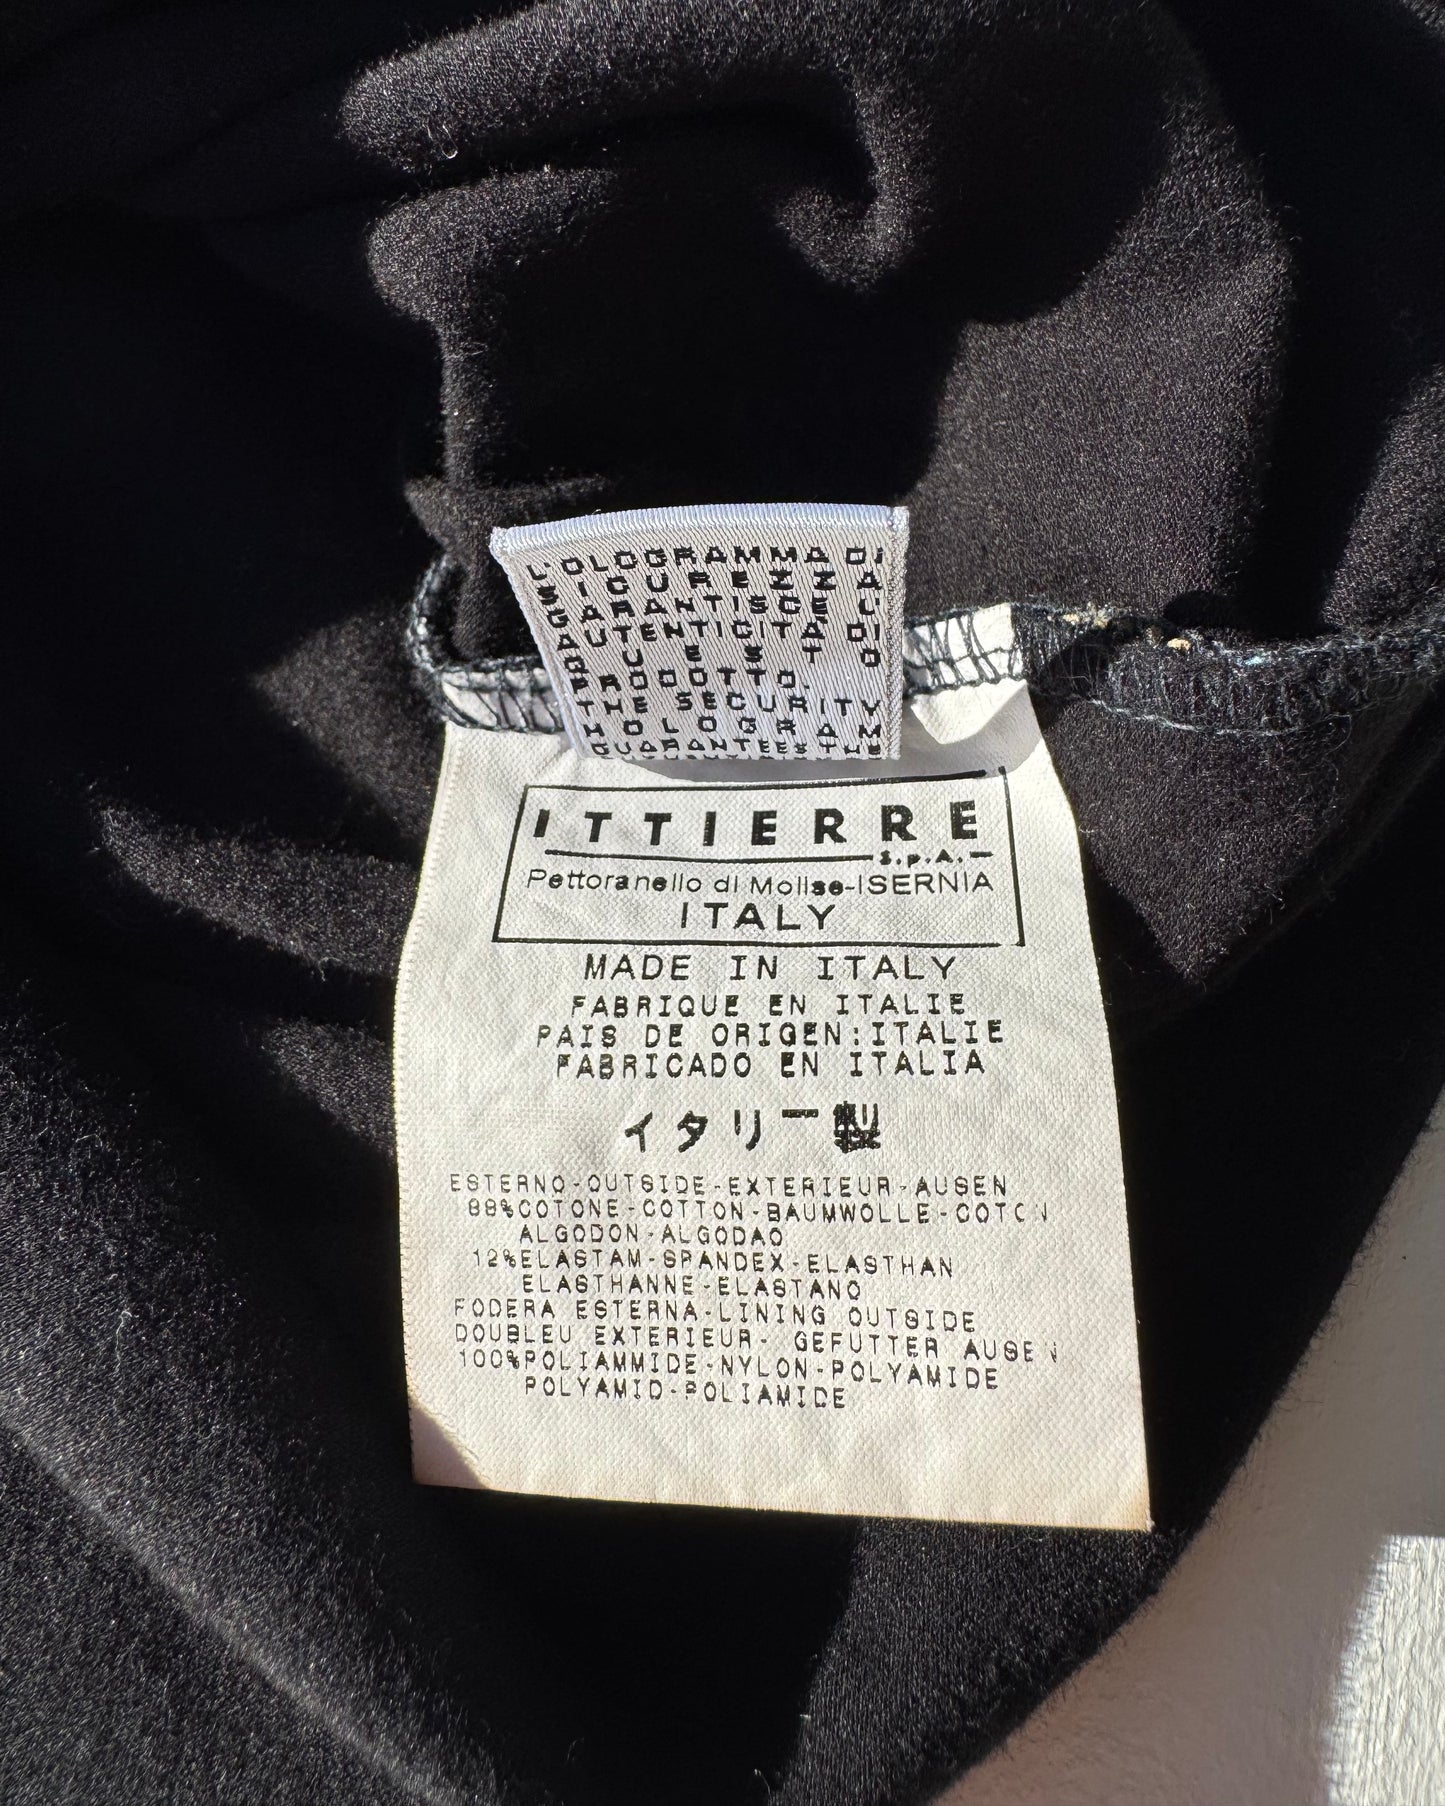 L'OLOGRAMMA DI
SICUREZZA
GARANTISCE L'
AUTENTICITÀ DI
QUESTO
PRODOTTO.
THE SECURITY
HOLOGRAM
GUARANTEES THE
ITTIERRE
S.p.A.
Pettoranello di Molise-ISERNIA
ITALY
MADE IN ITALY
FABRIQUE EN ITALIE
PAIS DE ORIGEN:ITALIE
FABRICADO EN ITALIA
イタリー製
ESTERNO-OUTSIDE-EXTERIEUR-AUSEN
88%COTONE-COTTON-BAUMWOLLE-COTON
ALGODON-ALGODAO
12%ELASTAM-SPANDEX-ELASTHAN
ELASTHANNE-ELASTANO
FODERA ESTERNA-LINING OUTSIDE
DOUBLEU EXTERIEUR- GEFUTTER AUSEN
100%POLIAMMIDE-NYLON-POLYAMIDE
POLYAMID-POLIAMIDE